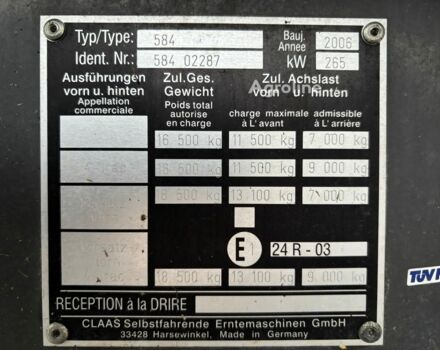 Typ/Type: 584 Bauj. Année 2006
Ident. Nr.: 584 02287 kW 265
Agroline
Ausführungen vorn u. hinten
Appellation commerciale
Zul. Ges. Gewicht
Poids total autorise en charge
Zul. Achslast vorn u. hinten
charge maximale admissible
à L'avant à L'arrière
16 500 kg 11 500 kg 7 000 kg
500 kg 11 500 kg 9 000 kg
500 kg 13 100 kg 7 000 kg
E1 24 R - 03
18 500 kg 13 100 kg 9 000 kg
RECEPTION à la DRIRE
CLAAS Selbstfahrende Erntemaschinen GmbH
33428 Harsewinkel, Made in Germany
TÜV